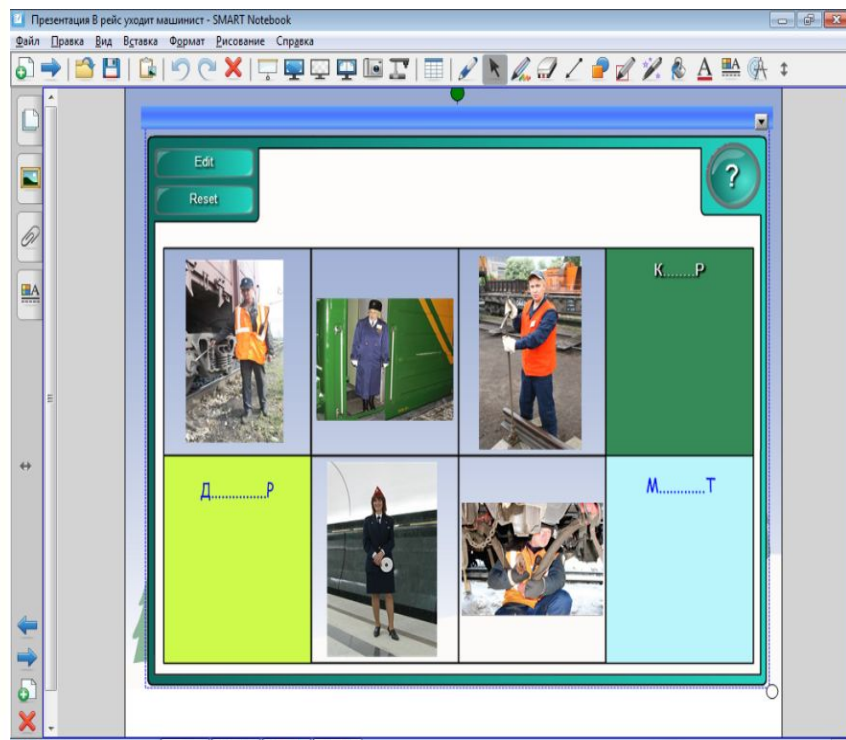 Презентация В рейс уходит машинист - SMART Notebook
Файл Правка Вид Вставка Формат Рисование Справка
Edit
?
Reset
К........Р
Д...............Р
М............Т